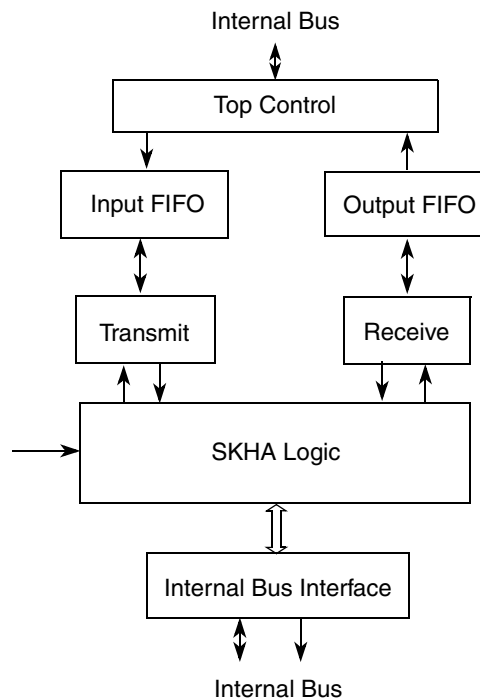 Internal Bus
Top Control
Input FIFO
Output FIFO
Transmit
Receive
SKHA Logic
Internal Bus Interface
Internal Bus